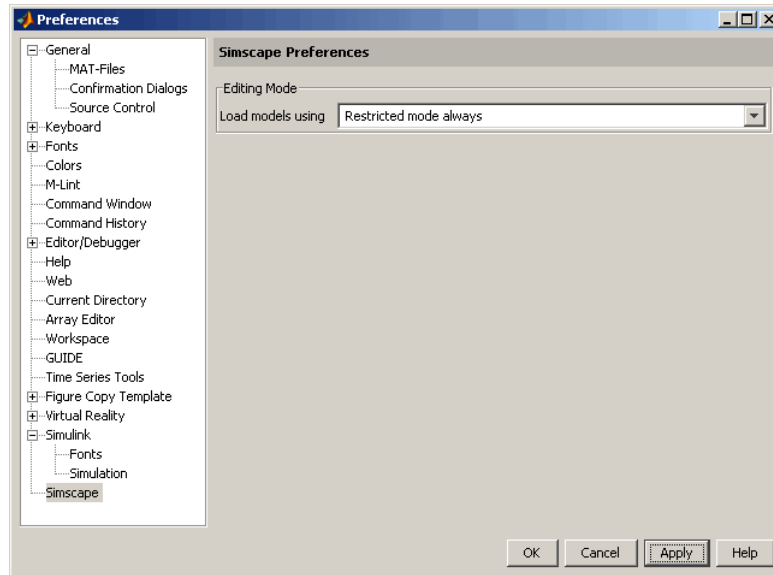 Preferences
General
MAT-Files
Confirmation Dialogs
Source Control
Keyboard
Fonts
Colors
M-Lint
Command Window
Command History
Editor/Debugger
Help
Web
Current Directory
Array Editor
Workspace
GUIDE
Time Series Tools
Figure Copy Template
Virtual Reality
Simulink
Fonts
Simulation
Simscape
Simscape Preferences
Editing Mode
Load models using Restricted mode always
OK Cancel Apply Help